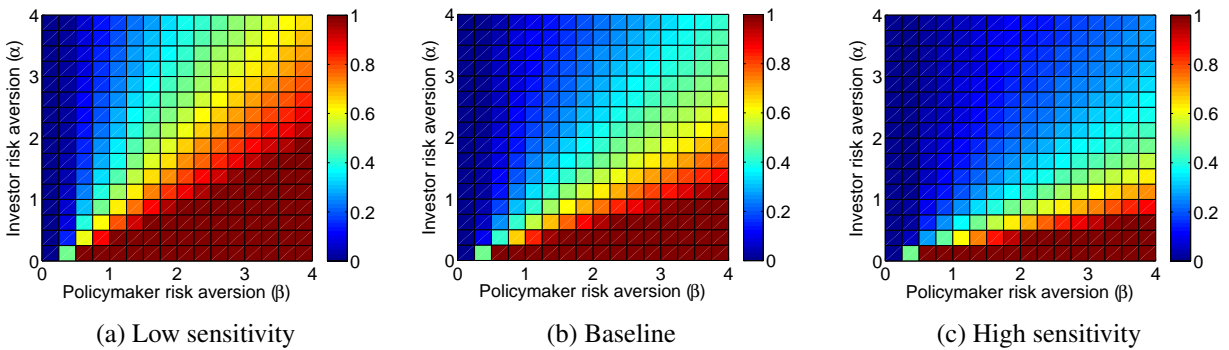 4
3
2
1
0
0 1 2 3 4
Investor risk aversion (α)
Policymaker risk aversion (β)
1
0.8
0.6
0.4
0.2
0
(a) Low sensitivity
4
3
2
1
0
0 1 2 3 4
Investor risk aversion (α)
Policymaker risk aversion (β)
1
0.8
0.6
0.4
0.2
0
(b) Baseline
4
3
2
1
0
0 1 2 3 4
Investor risk aversion (α)
Policymaker risk aversion (β)
1
0.8
0.6
0.4
0.2
0
(c) High sensitivity